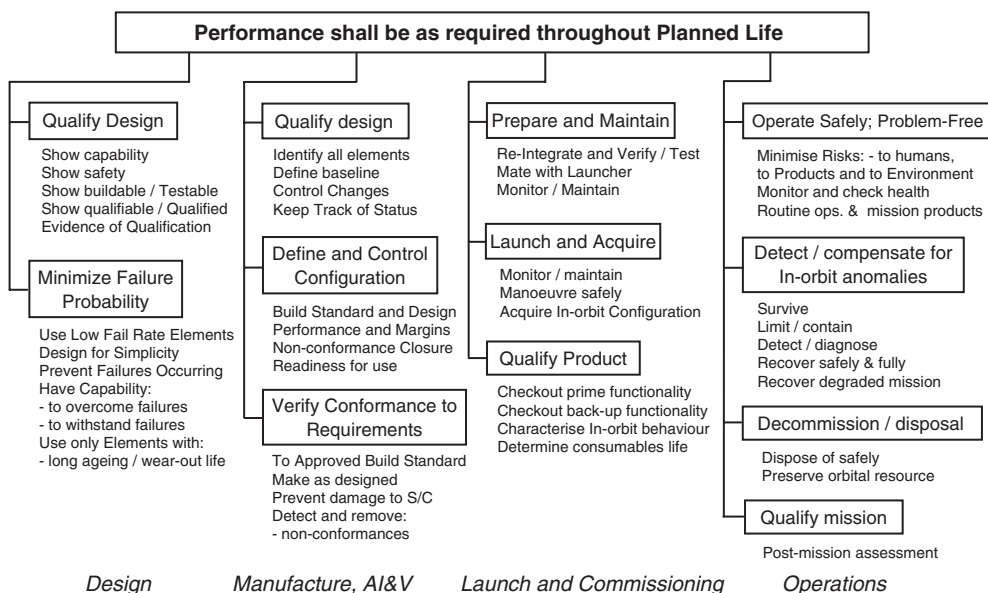 Performance shall be as required throughout Planned Life
Qualify Design
Show capability
Show safety
Show buildable / Testable
Show qualifiable / Qualified
Evidence of Qualification
Minimize Failure
Probability
Use Low Fail Rate Elements
Design for Simplicity
Prevent Failures Occurring
Have Capability:
- to overcome failures
- to withstand failures
Use only Elements with:
- long ageing / wear-out life
Design
Qualify design
Identify all elements
Define baseline
Control Changes
Keep Track of Status
Define and Control
Configuration
Build Standard and Design
Performance and Margins
Non-conformance Closure
Readiness for use
Verify Conformance to
Requirements
To Approved Build Standard
Make as designed
Prevent damage to S/C
Detect and remove:
- non-conformances
Manufacture, AI&V
Prepare and Maintain
Re-Integrate and Verify / Test
Mate with Launcher
Monitor / Maintain
Launch and Acquire
Monitor / maintain
Manoeuvre safely
Acquire In-orbit Configuration
Qualify Product
Checkout prime functionality
Checkout back-up functionality
Characterise In-orbit behaviour
Determine consumables life
Launch and Commissioning
Operate Safely; Problem-Free
Minimise Risks: - to humans,
to Products and to Environment
Monitor and check health
Routine ops. & mission products
Detect / compensate for
In-orbit anomalies
Survive
Limit / contain
Detect / diagnose
Recover safely & fully
Recover degraded mission
Decommission / disposal
Dispose of safely
Preserve orbital resource
Qualify mission
Post-mission assessment
Operations